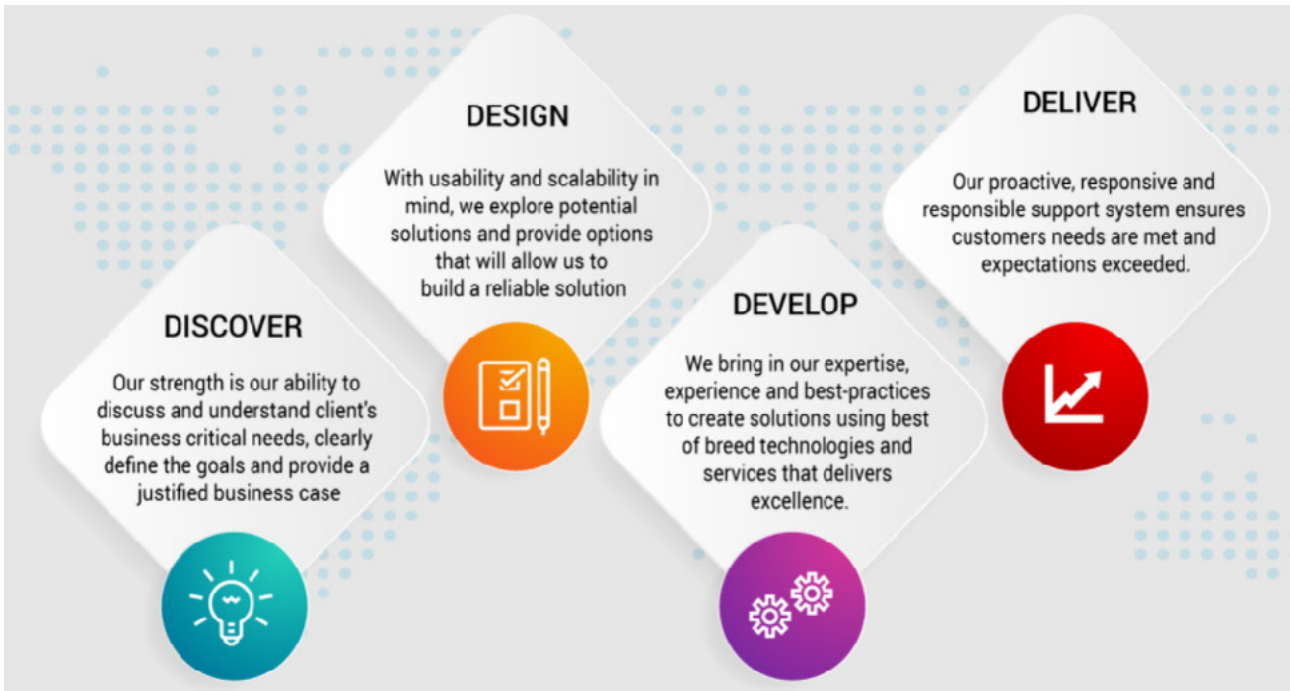 DISCOVER
Our strength is our ability to
discuss and understand client's
business critical needs, clearly
define the goals and provide a
justified business case
DESIGN
With usability and scalability in
mind, we explore potential
solutions and provide options
that will allow us to
build a reliable solution
DEVELOP
We bring in our expertise,
experience and best-practices
to create solutions using best
of breed technologies and
services that delivers
excellence.
DELIVER
Our proactive, responsive and
responsible support system ensures
customers needs are met and
expectations exceeded.